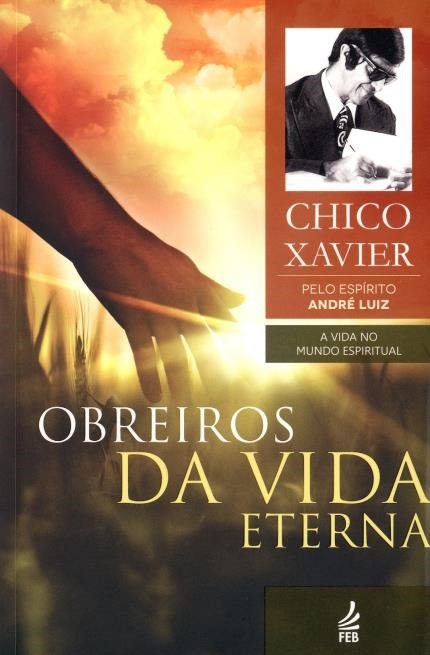 CHICO
XAVIER
PELO ESPÍRITO
ANDRÉ LUIZ
A VIDA NO
MUNDO ESPIRITUAL
OBREIROS
DA VIDA
ETERNA
FEB